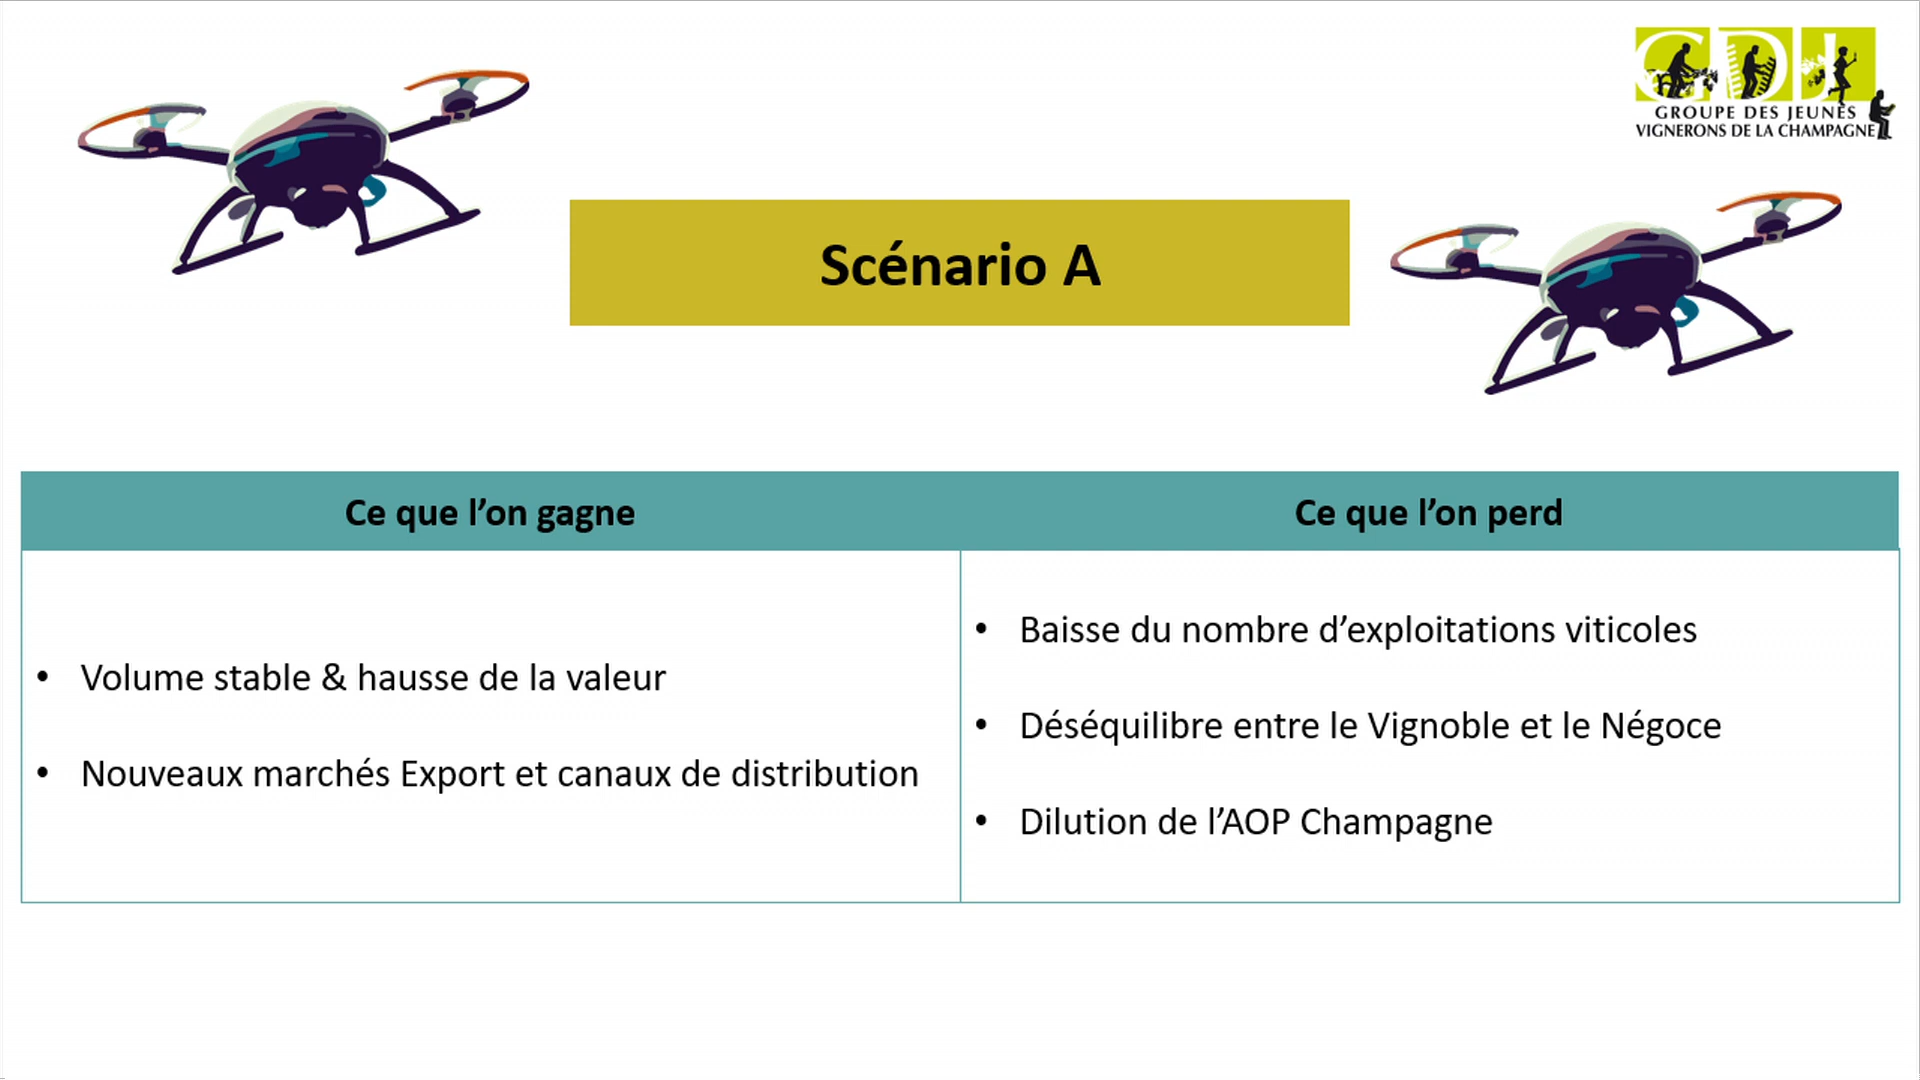 GDJ
GROUPE DES JEUNES
VIGNERONS DE LA CHAMPAGNE
Scénario A
Ce que l’on gagne
Ce que l’on perd
• Volume stable & hausse de la valeur
• Nouveaux marchés Export et canaux de distribution
• Baisse du nombre d’exploitations viticoles
• Déséquilibre entre le Vignoble et le Négoce
• Dilution de l’AOP Champagne